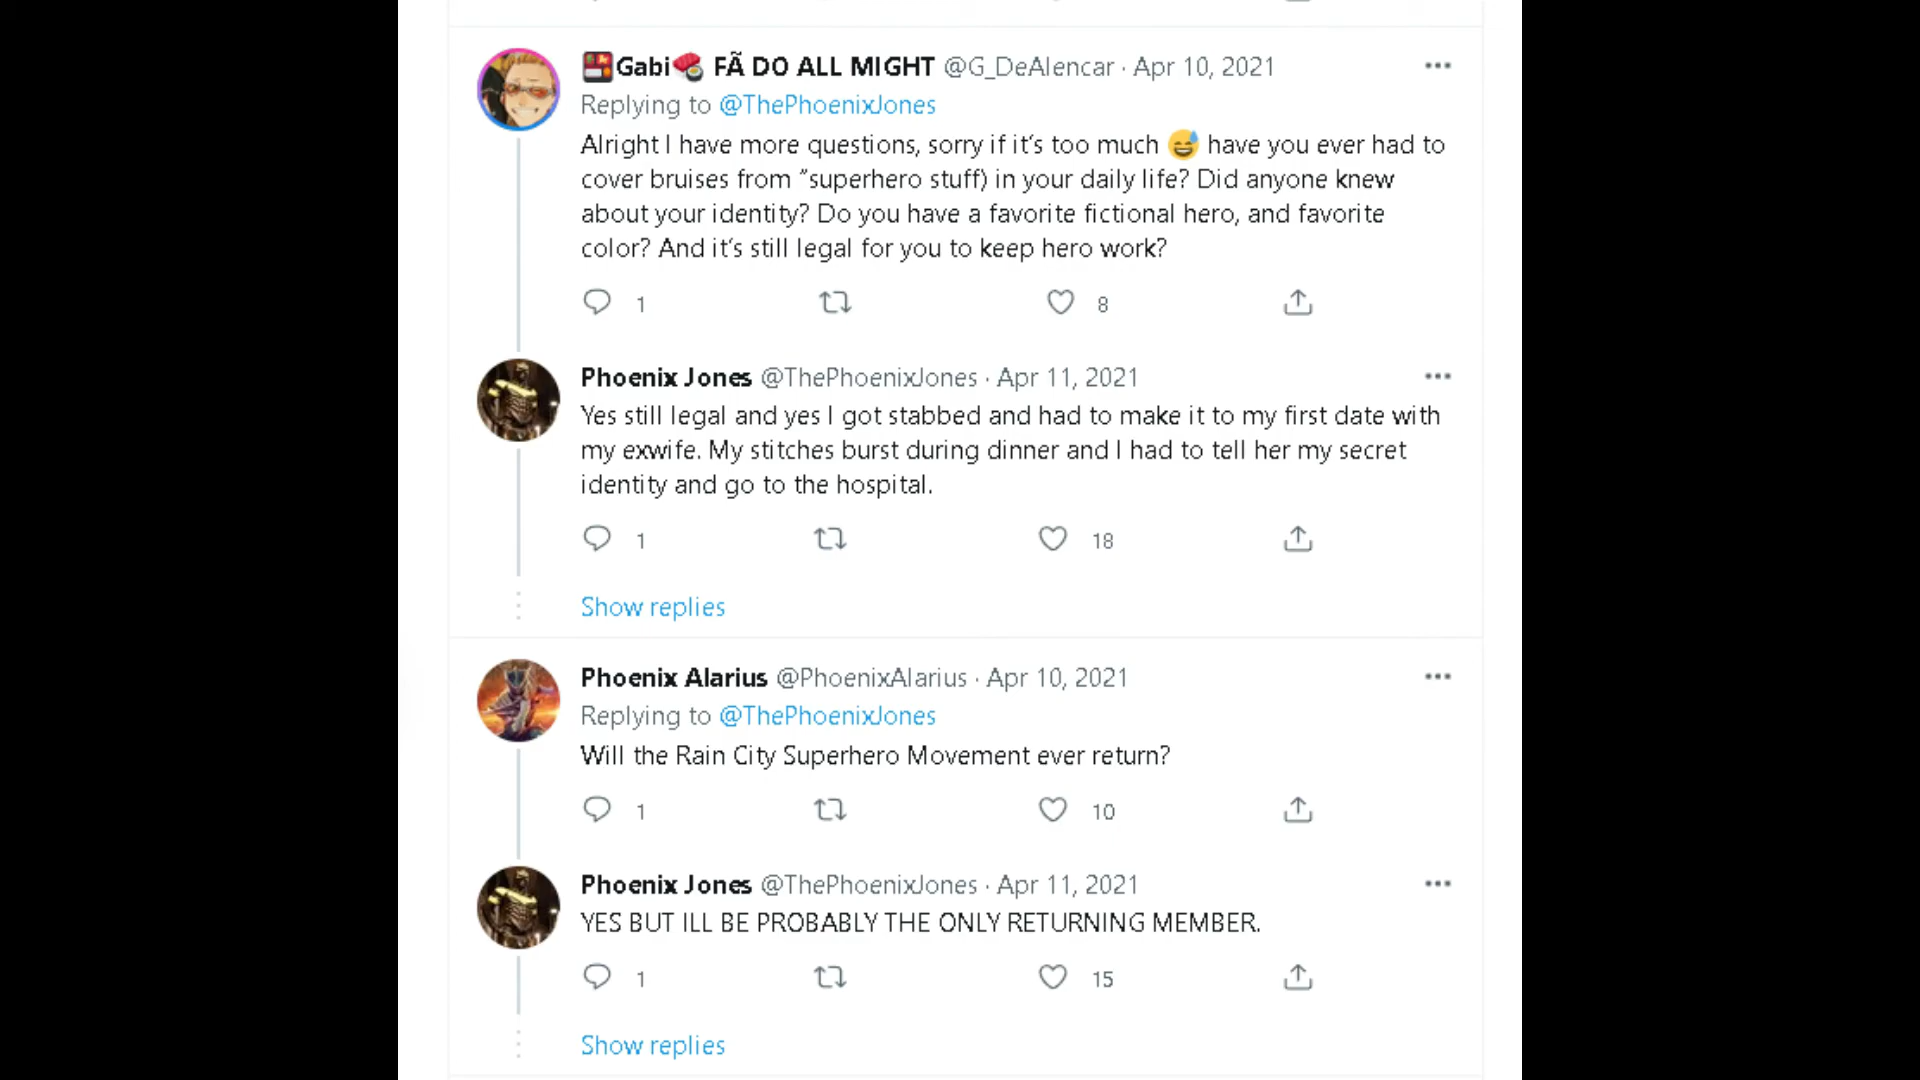 Gabi FÃ DO ALL MIGHT @G_DeAlencar · Apr 10, 2021
Replying to @ThePhoenixJones
Alright I have more questions, sorry if it’s too much 😅 have you ever had to
cover bruises from “superhero stuff) in your daily life? Did anyone knew
about your identity? Do you have a favorite fictional hero, and favorite
color? And it’s still legal for you to keep hero work?
1 8
Phoenix Jones @ThePhoenixJones · Apr 11, 2021
Yes still legal and yes I got stabbed and had to make it to my first date with
my exwife. My stitches burst during dinner and I had to tell her my secret
identity and go to the hospital.
1 18
Show replies
Phoenix Alarius @PhoenixAlarius · Apr 10, 2021
Replying to @ThePhoenixJones
Will the Rain City Superhero Movement ever return?
1 10
Phoenix Jones @ThePhoenixJones · Apr 11, 2021
YES BUT ILL BE PROBABLY THE ONLY RETURNING MEMBER.
1 15
Show replies